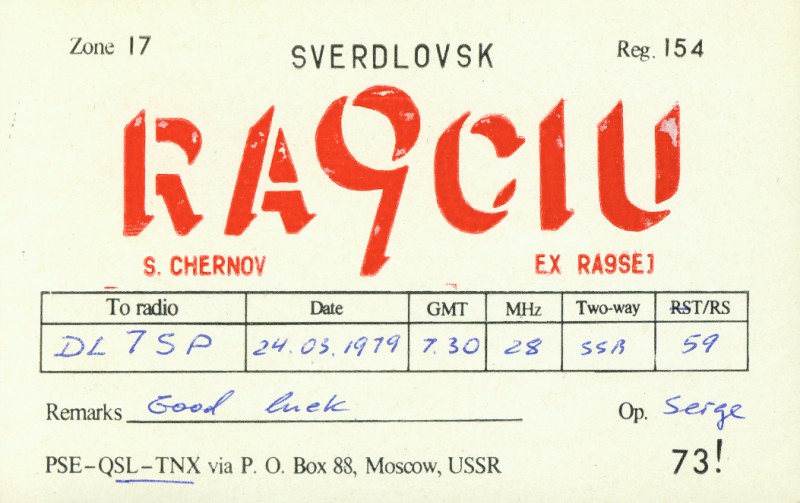 Zone 17 SVERDLOVSK Reg. 154
RA9CIU
S. CHERNOV EX RA9SEJ
To radio Date GMT MHz Two-way RST/RS
DL7SP 24.03.1979 7.30 28 SSB 59
Remarks Good luck Op. Serge
PSE-QSL-TNX via P. O. Box 88, Moscow, USSR 73!